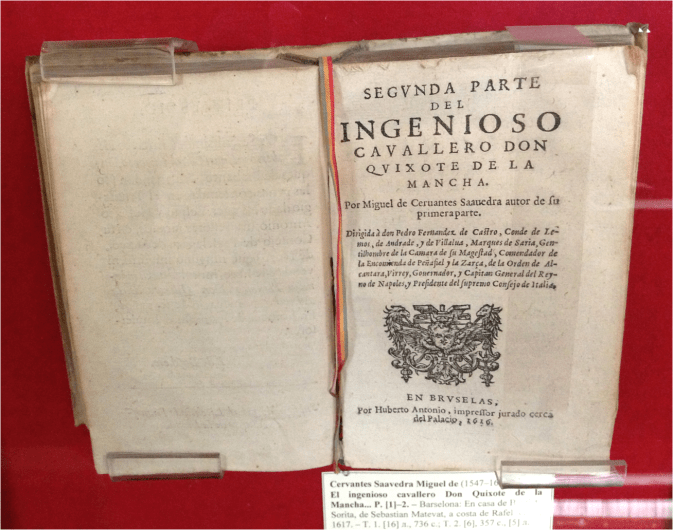 SEGVNDA PARTE
DEL
INGENIOSO
CAVALLERO DON
QVIXOTE DE LA
MANCHA.
Por Miguel de Ceruantes Saauedra autor de su
primera parte.
Dirigida à don Pedro Fernandez de Castro, Conde de Le-
mos, de Andrade, y de Villalua, Marques de Saria, Gen-
tilhombre de la Camara de su Magestad, Comendador de
la Encomienda de Peñafiel y la Zarça, de la Orden de Al-
cantara, Virrey, Gouernador, y Capitan General del Rey-
no de Napoles, y Presidente del supremo Consejo de Italia.
EN BRVSELAS,
Por Huberto Antonio, impressor jurado cerca
del Palacio, 1616.
Cervantes Saavedra Miguel de (1547–16
El ingenioso cavallero Don Quixote de la
Mancha... P. [1]–2. – Barselona: En casa de
Sorita, de Sebastian Matevat, a costa de Rafel
1617. – T. 1. [16] a., 736 c.; T. 2. [6], 357 c., [5] a.